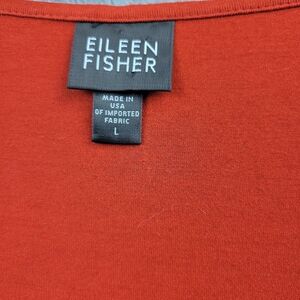 EILEEN
FISHER
MADE IN
USA
OF IMPORTED
FABRIC
L